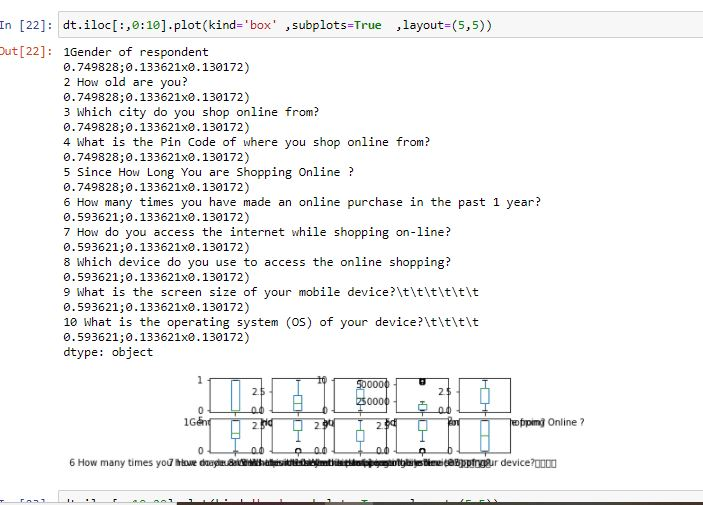 In [22]: dt.iloc[:,0:10].plot(kind='box' ,subplots=True ,layout=(5,5))
Out[22]: 1Gender of respondent
0.749828;0.133621x0.130172)
2 How old are you?
0.749828;0.133621x0.130172)
3 Which city do you shop online from?
0.749828;0.133621x0.130172)
4 What is the Pin Code of where you shop online from?
0.749828;0.133621x0.130172)
5 Since How Long You are Shopping Online ?
0.749828;0.133621x0.130172)
6 How many times you have made an online purchase in the past 1 year?
0.593621;0.133621x0.130172)
7 How do you access the internet while shopping on-line?
0.593621;0.133621x0.130172)
8 Which device do you use to access the online shopping?
0.593621;0.133621x0.130172)
9 What is the screen size of your mobile device?\t\t\t\t\t\t
0.593621;0.133621x0.130172)
10 What is the operating system (OS) of your device?\t\t\t\t
0.593621;0.133621x0.130172)
dtype: object
1 2.5 10 500000 2.5
0 0.0 0 250000 0.0
1Gen Online ?
2.5 2.5
0 0.0 0.0 0.0 0
6 How many times you your device?